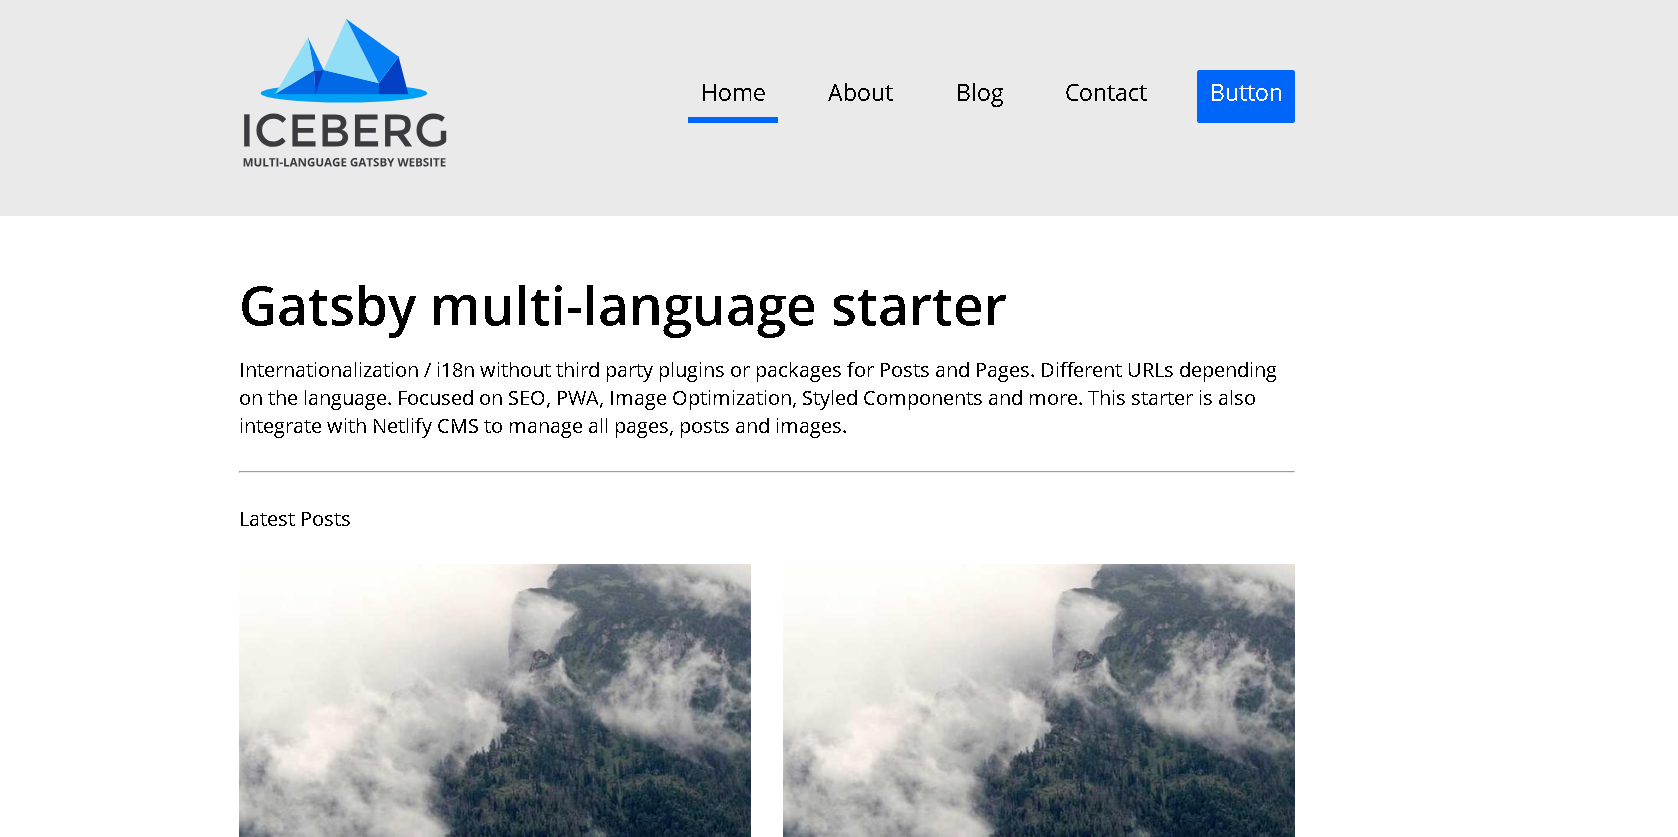 ICEBERG
MULTI-LANGUAGE GATSBY WEBSITE
Home
About
Blog
Contact
Button
Gatsby multi-language starter
Internationalization / i18n without third party plugins or packages for Posts and Pages. Different URLs depending
on the language. Focused on SEO, PWA, Image Optimization, Styled Components and more. This starter is also
integrate with Netlify CMS to manage all pages, posts and images.
Latest Posts